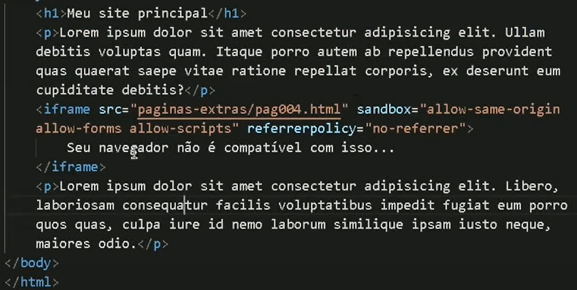 <h1>Meu site principal</h1>
<p>Lorem ipsum dolor sit amet consectetur adipisicing elit. Ullam
debitis voluptas quam. Itaque porro autem ab repellendus provident
quas quaerat saepe vitae ratione repellat corporis, ex deserunt eum
cupiditate debitis?</p>
<iframe src="paginas-extras/pag004.html" sandbox="allow-same-origin
allow-forms allow-scripts" referrerpolicy="no-referrer">
Seu navegador não é compatível com isso...
</iframe>
<p>Lorem ipsum dolor sit amet consectetur adipisicing elit. Libero,
laboriosam consequatur facilis voluptatibus impedit fugiat eum porro
quos quas, culpa iure id nemo laborum similique ipsam iusto neque,
maiores odio.</p>
</body>
</html>